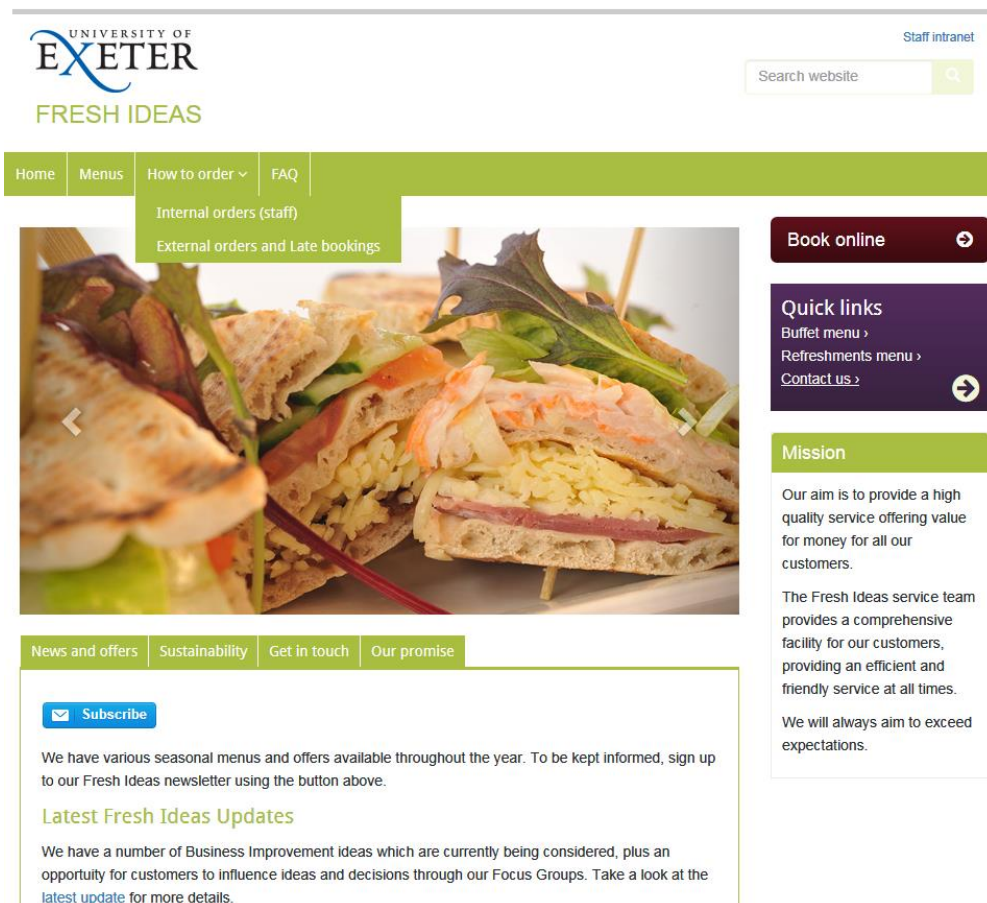 UNIVERSITY OF
EXETER
FRESH IDEAS
Staff intranet
Search website
Home
Menus
How to order
FAQ
Internal orders (staff)
External orders and Late bookings
Book online
Quick links
Buffet menu ›
Refreshments menu ›
Contact us ›
Mission
Our aim is to provide a high
quality service offering value
for money for all our
customers.
The Fresh Ideas service team
provides a comprehensive
facility for our customers,
providing an efficient and
friendly service at all times.
We will always aim to exceed
expectations.
News and offers
Sustainability
Get in touch
Our promise
Subscribe
We have various seasonal menus and offers available throughout the year. To be kept informed, sign up
to our Fresh Ideas newsletter using the button above.
Latest Fresh Ideas Updates
We have a number of Business Improvement ideas which are currently being considered, plus an
opportuity for customers to influence ideas and decisions through our Focus Groups. Take a look at the
latest update for more details.